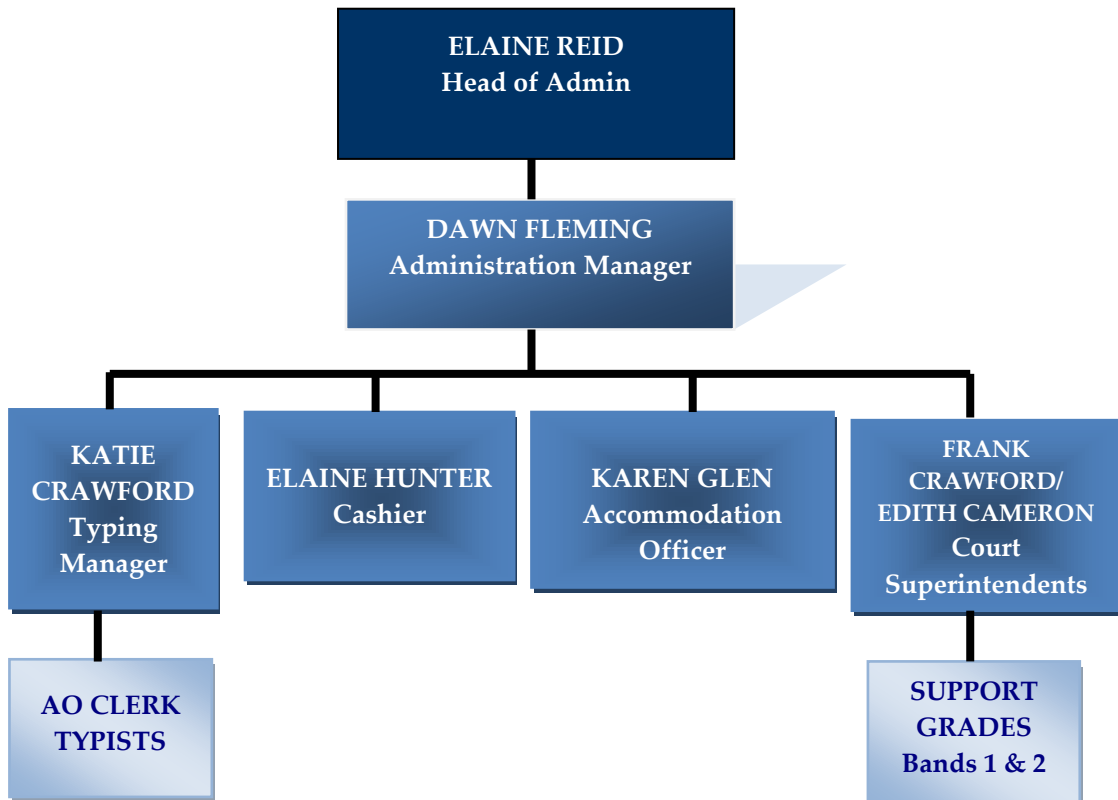 ELAINE REID
Head of Admin
DAWN FLEMING
Administration Manager
KATIE
CRAWFORD
Typing
Manager
ELAINE HUNTER
Cashier
KAREN GLEN
Accommodation
Officer
FRANK
CRAWFORD/
EDITH CAMERON
Court
Superintendents
AO CLERK
TYPISTS
SUPPORT
GRADES
Bands 1 & 2